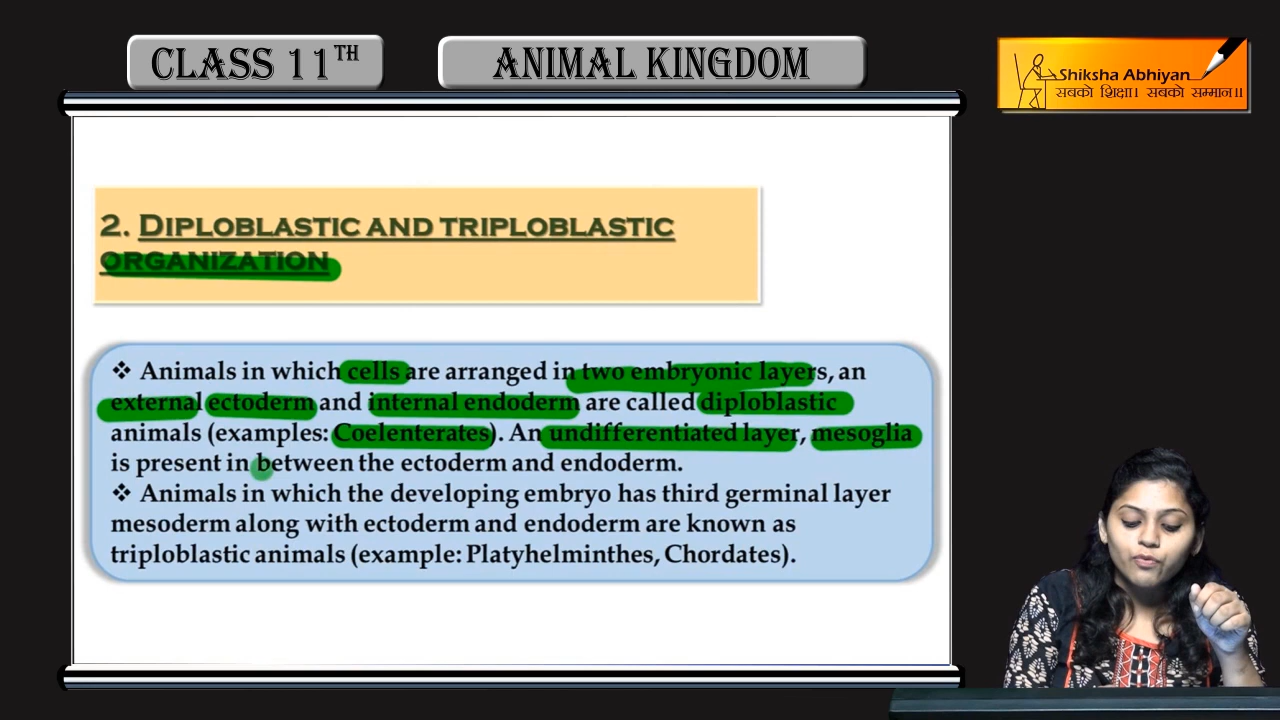 CLASS 11TH
ANIMAL KINGDOM
Shiksha Abhiyan
सबको शिक्षा। सबको सम्मान।।
2. DIPLOBLASTIC AND TRIPLOBLASTIC
ORGANIZATION
❖ Animals in which cells are arranged in two embryonic layers, an
external ectoderm and internal endoderm are called diploblastic
animals (examples: Coelenterates). An undifferentiated layer, mesoglia
is present in between the ectoderm and endoderm.
❖ Animals in which the developing embryo has third germinal layer
mesoderm along with ectoderm and endoderm are known as
triploblastic animals (example: Platyhelminthes, Chordates).